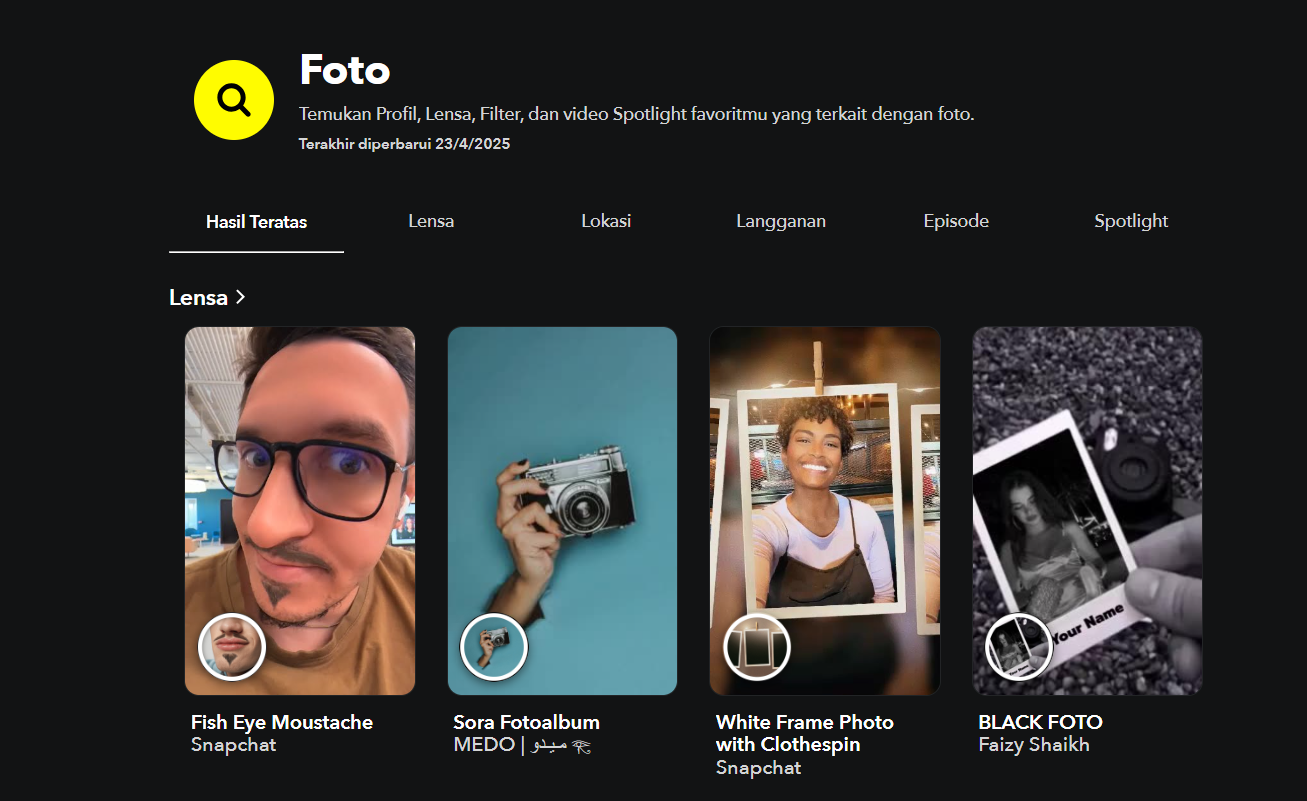 Foto
Temukan Profil, Lensa, Filter, dan video Spotlight favoritmu yang terkait dengan foto.
Terakhir diperbarui 23/4/2025
Hasil Teratas
Lensa
Lokasi
Langganan
Episode
Spotlight
Lensa
Your Name
Fish Eye Moustache
Snapchat
Sora Fotoalbum
MEDO | ميدو 𓂀
White Frame Photo
with Clothespin
Snapchat
BLACK FOTO
Faizy Shaikh